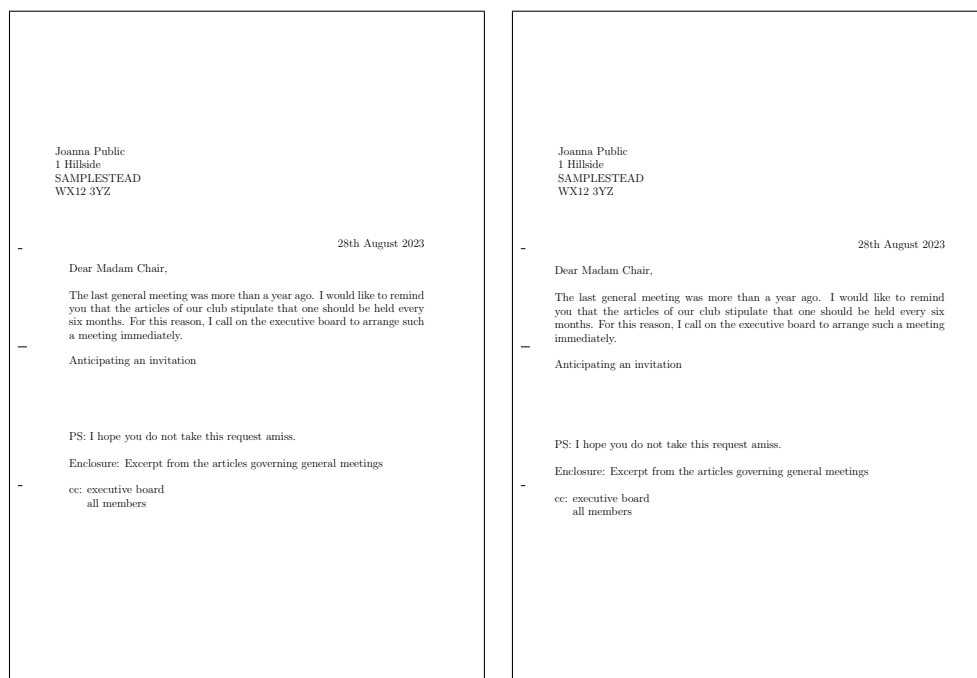 Joanna Public
1 Hillside
SAMPLESTEAD
WX12 3YZ
28th August 2023
Dear Madam Chair,
The last general meeting was more than a year ago. I would like to remind
you that the articles of our club stipulate that one should be held every
six months. For this reason, I call on the executive board to arrange such
a meeting immediately.
Anticipating an invitation
PS: I hope you do not take this request amiss.
Enclosure: Excerpt from the articles governing general meetings
cc: executive board
all members
Joanna Public
1 Hillside
SAMPLESTEAD
WX12 3YZ
28th August 2023
Dear Madam Chair,
The last general meeting was more than a year ago. I would like to remind
you that the articles of our club stipulate that one should be held every six
months. For this reason, I call on the executive board to arrange such a meeting
immediately.
Anticipating an invitation
PS: I hope you do not take this request amiss.
Enclosure: Excerpt from the articles governing general meetings
cc: executive board
all members